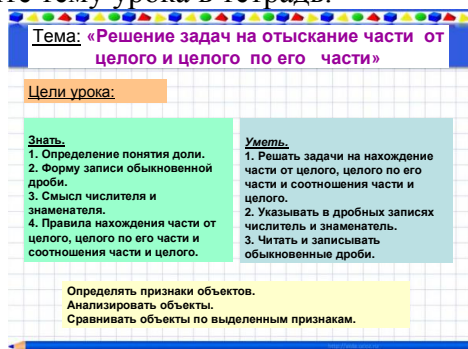 те тему урока в тетрадь.
Тема: «Решение задач на отыскание части от
целого и целого по его части»
Цели урока:
Знать.
1. Определение понятия доли.
2. Форму записи обыкновенной
дроби.
3. Смысл числителя и
знаменателя.
4. Правила нахождения части от
целого, целого по его части и
соотношения части и целого.
Уметь.
1. Решать задачи на нахождение
части от целого, целого по его
части и соотношения части и
целого.
2. Указывать в дробных записях
числитель и знаменатель.
3. Читать и записывать
обыкновенные дроби.
Определять признаки объектов.
Анализировать объекты.
Сравнивать объекты по выделенным признакам.